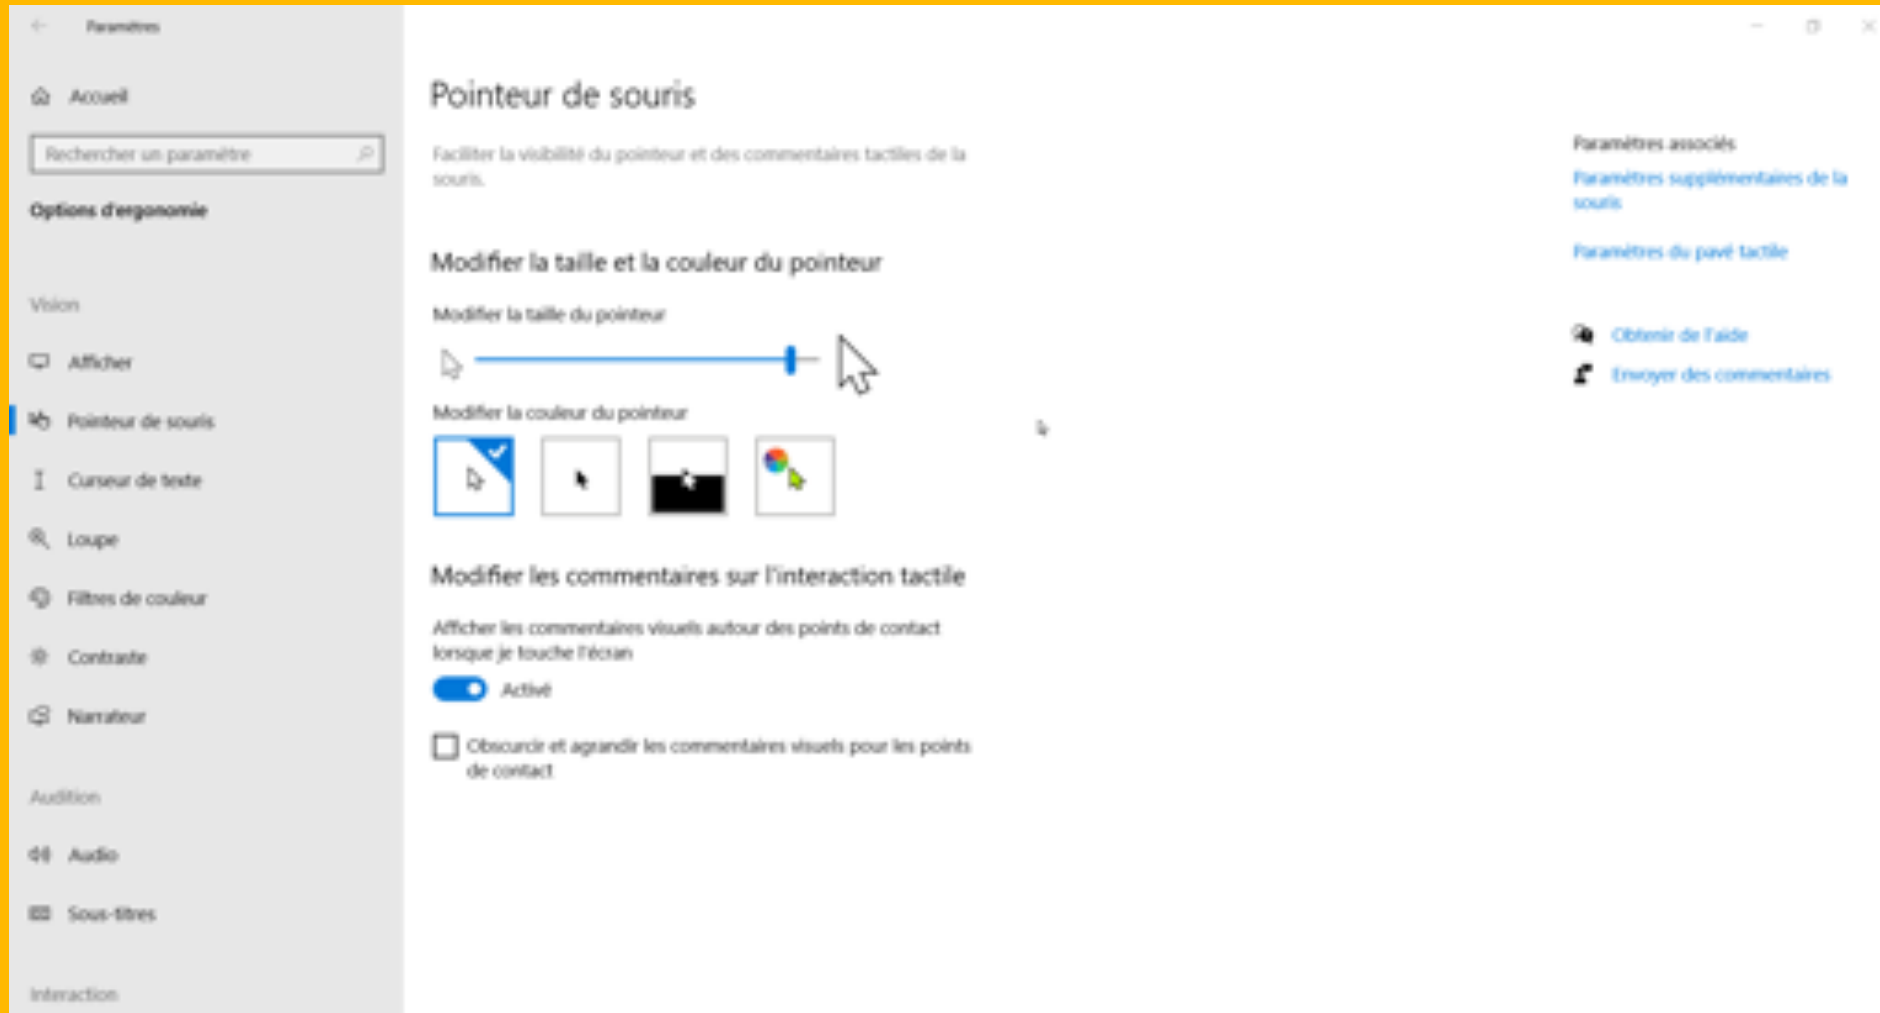 Paramètres
Accueil
Rechercher un paramètre
Options d'ergonomie
Vision
Afficher
Pointeur de souris
Curseur de texte
Loupe
Filtres de couleur
Contraste
Narrateur
Audition
Audio
Sous-titres
Interaction
Pointeur de souris
Faciliter la visibilité du pointeur et des commentaires tactiles de la
souris.
Modifier la taille et la couleur du pointeur
Modifier la taille du pointeur
Modifier la couleur du pointeur
Modifier les commentaires sur l'interaction tactile
Afficher les commentaires visuels autour des points de contact
lorsque je touche l'écran
Activé
Obscurcir et agrandir les commentaires visuels pour les points
de contact
Paramètres associés
Paramètres supplémentaires de la
souris
Paramètres du pavé tactile
Obtenir de l'aide
Envoyer des commentaires